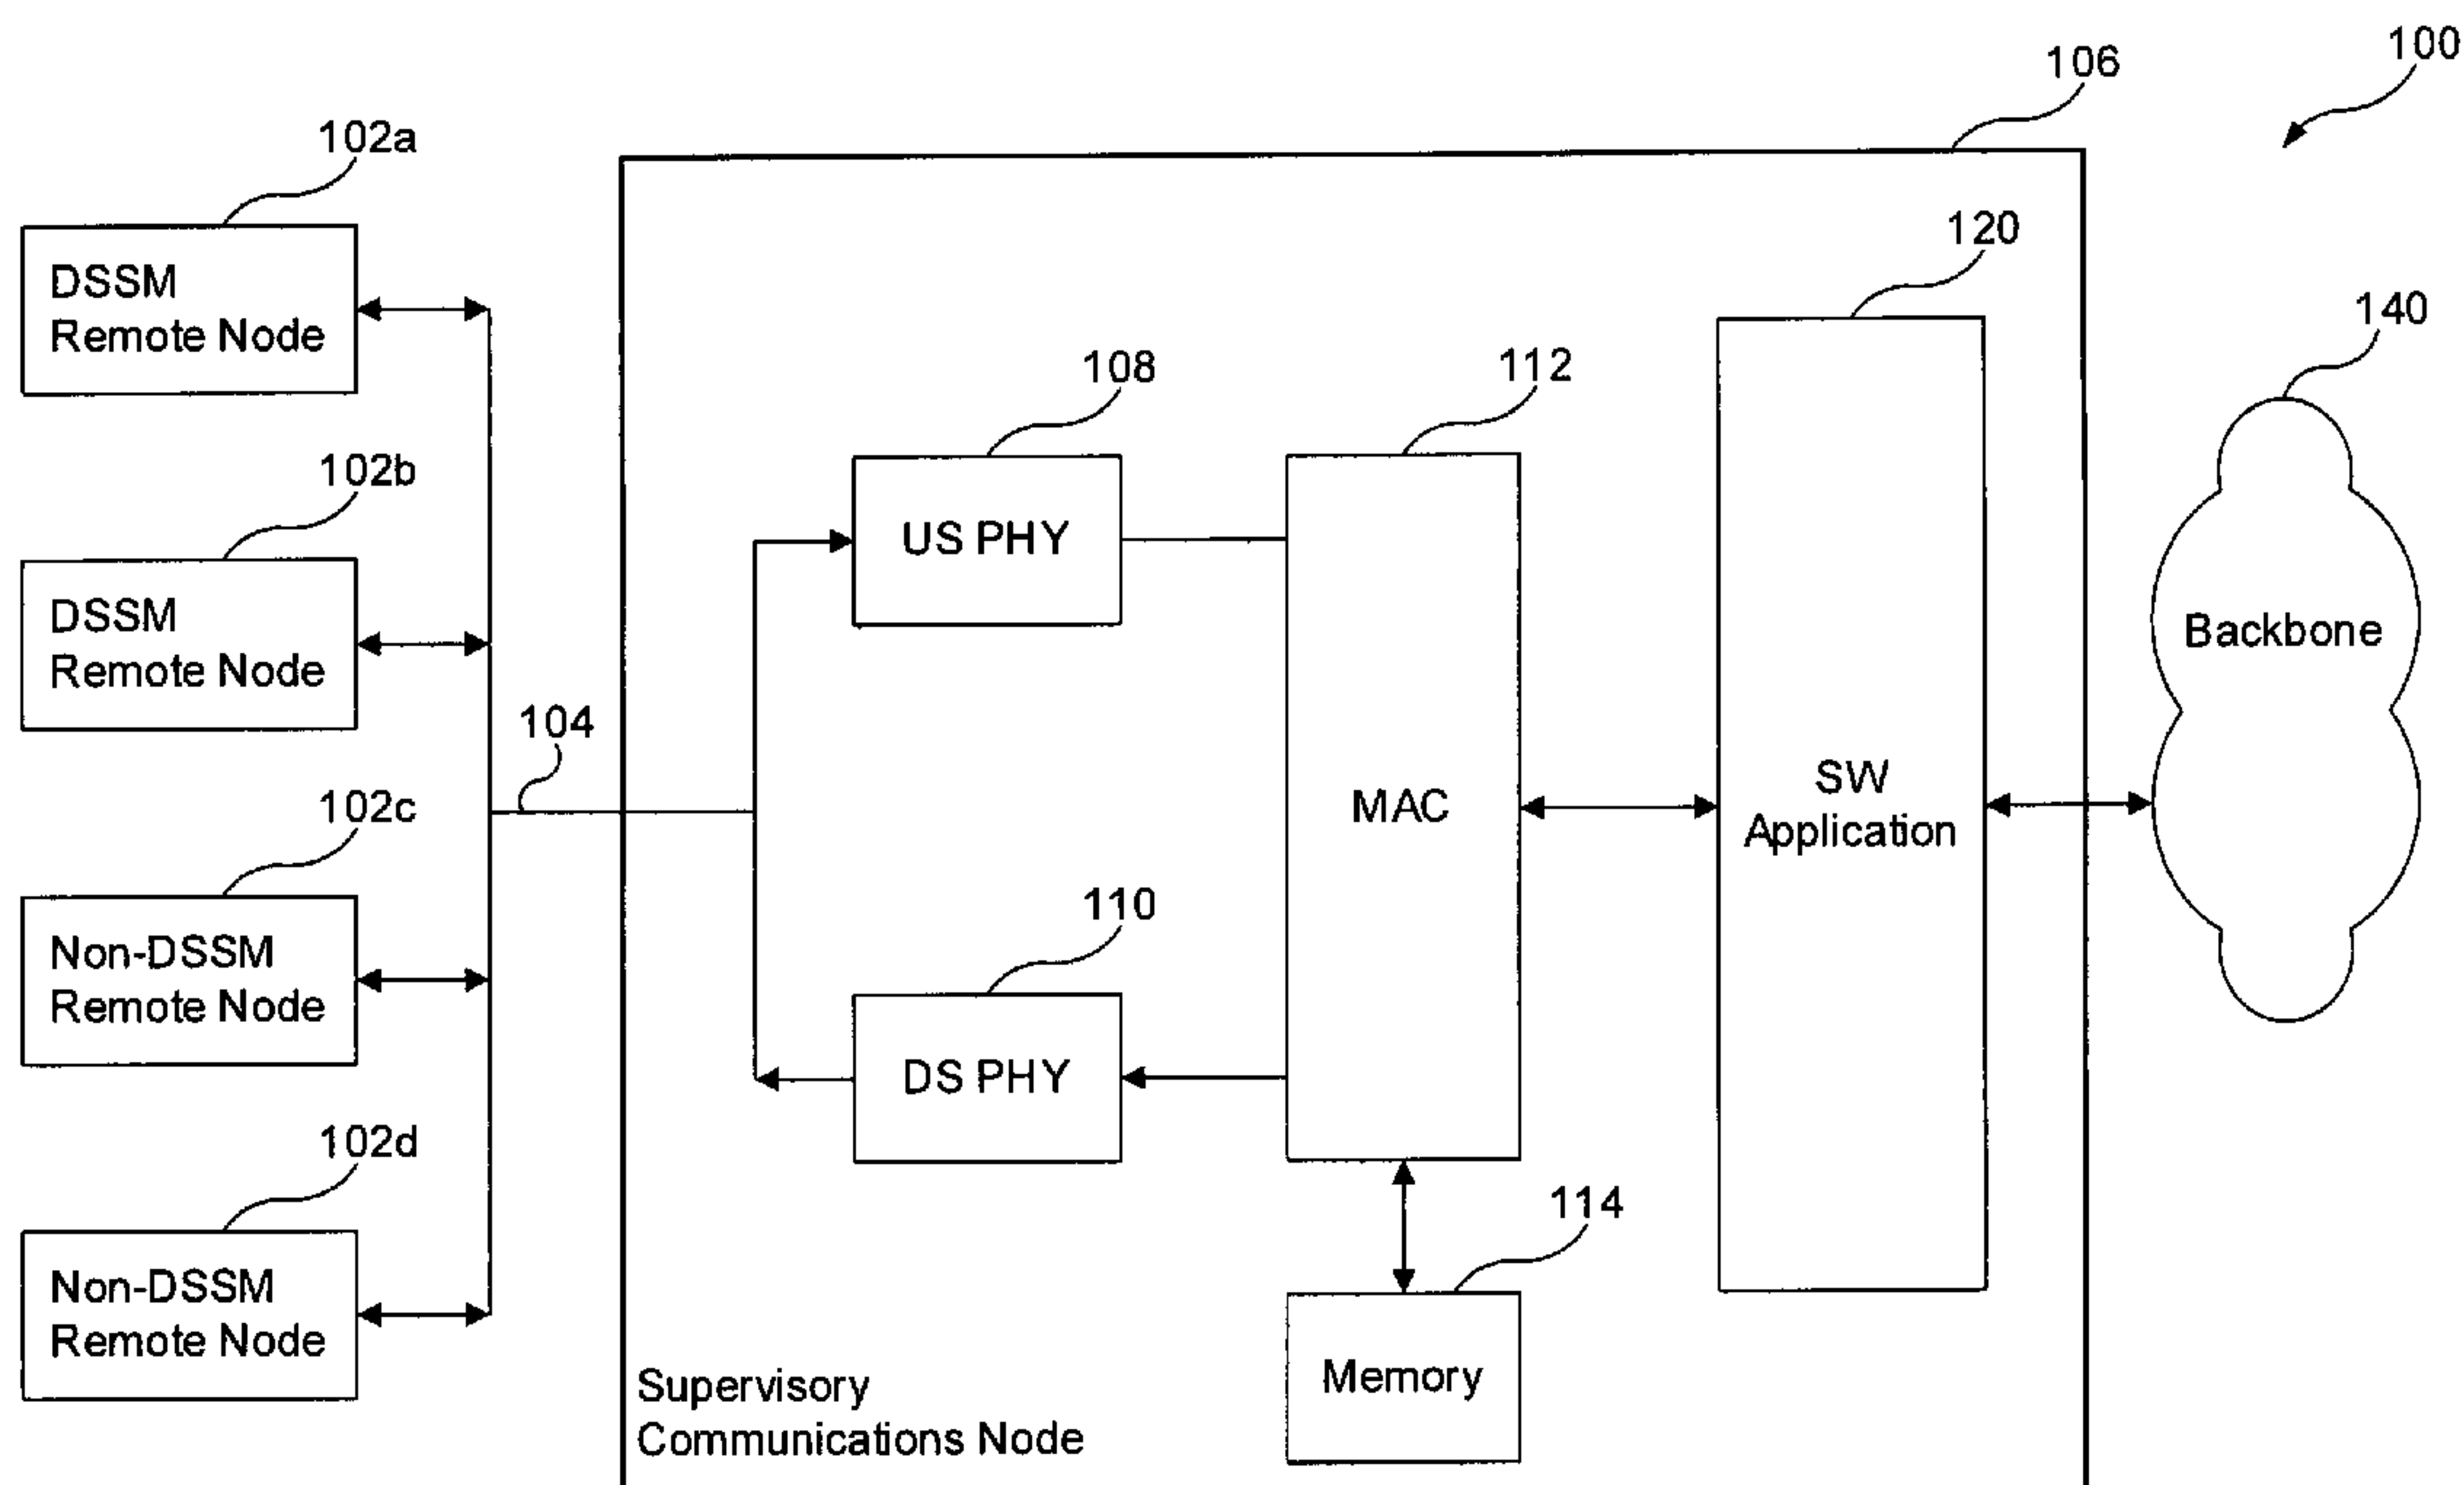 100
106
102a
120
DSSM
Remote Node
140
108
112
102b
US PHY
DSSM
Remote Node
Backbone
104
SW
Application
MAC
102c
110
Non-DSSM
Remote Node
DS PHY
102d
114
Non-DSSM
Remote Node
Memory
Supervisory
Communications Node